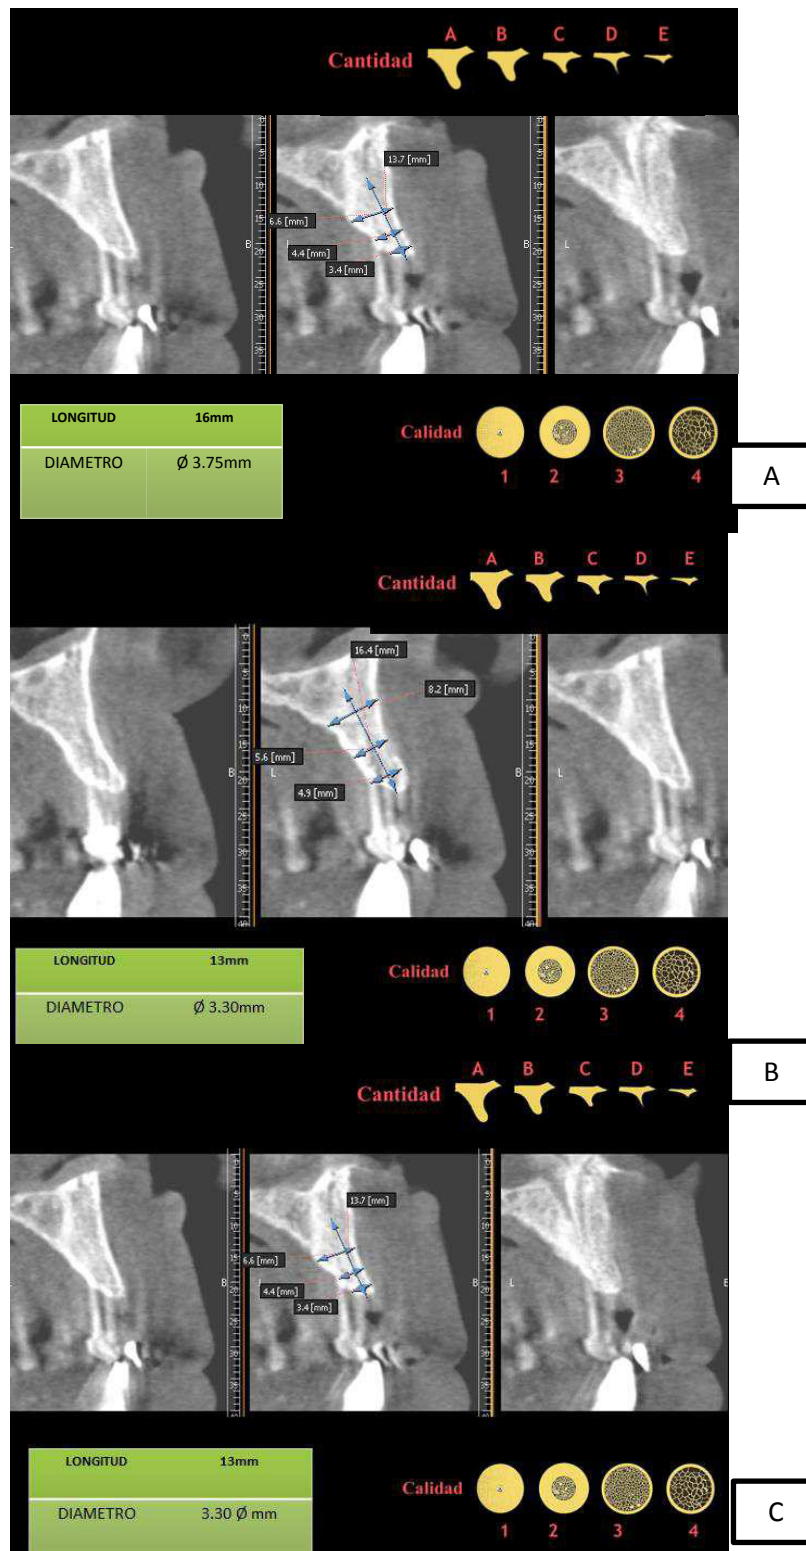 A B C D E
Cantidad
13.7 [mm]
6.6 [mm]
4.4 [mm]
3.4 [mm]
B L B L
LONGITUD 16mm
DIAMETRO Ø 3.75mm
Calidad
1 2 3 4
A
A B C D E
Cantidad
16.4 [mm]
8.2 [mm]
5.6 [mm]
4.9 [mm]
B L B L
LONGITUD 13mm
DIAMETRO Ø 3.30mm
Calidad
1 2 3 4
B
A B C D E
Cantidad
13.7 [mm]
6.6 [mm]
4.4 [mm]
3.4 [mm]
B L B L
LONGITUD 13mm
DIAMETRO 3.30 Ø mm
Calidad
1 2 3 4
C